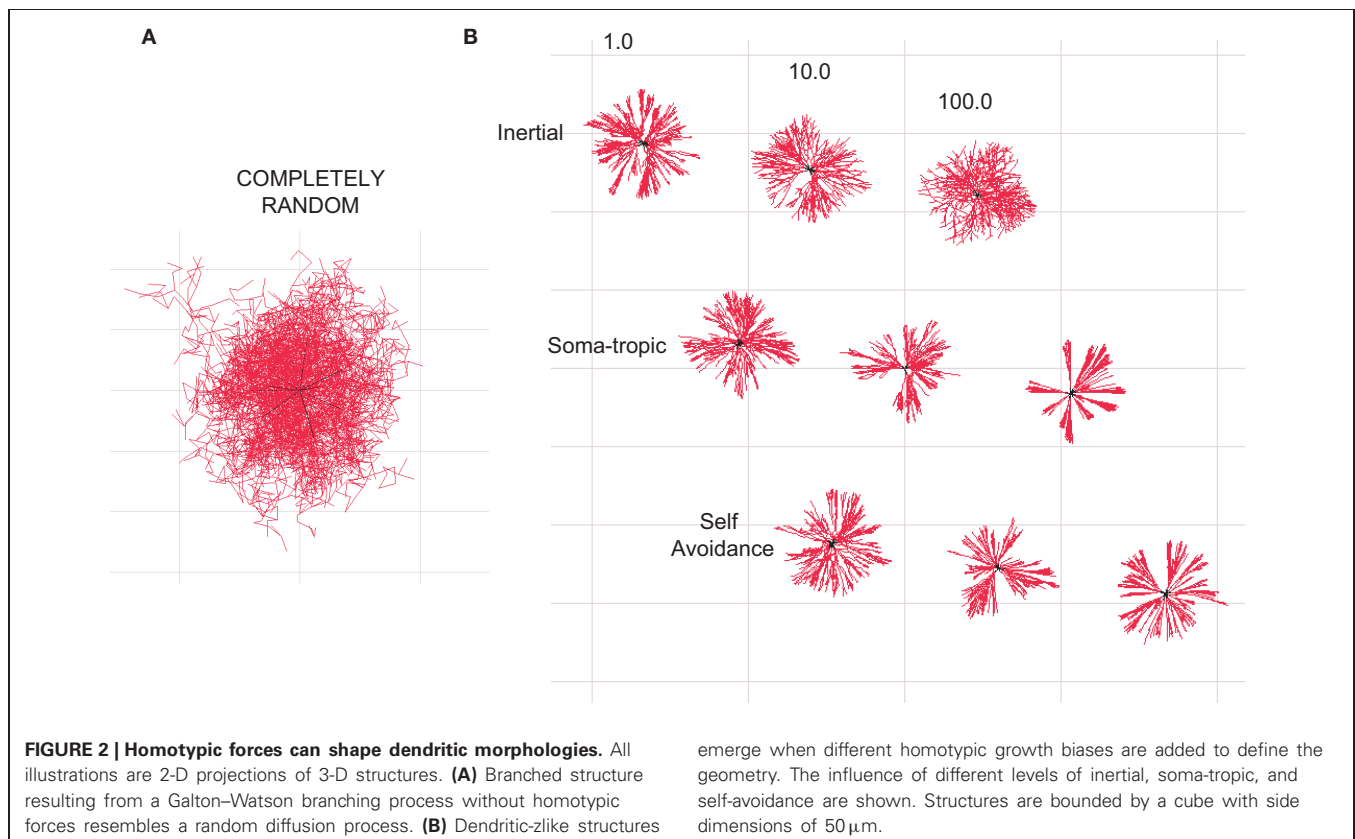 A
B
1.0
10.0
100.0
Inertial
COMPLETELY
RANDOM
Soma-tropic
Self
Avoidance
FIGURE 2 | Homotypic forces can shape dendritic morphologies. All
illustrations are 2-D projections of 3-D structures. (A) Branched structure
resulting from a Galton–Watson branching process without homotypic
forces resembles a random diffusion process. (B) Dendritic-zlike structures
emerge when different homotypic growth biases are added to define the
geometry. The influence of different levels of inertial, soma-tropic, and
self-avoidance are shown. Structures are bounded by a cube with side
dimensions of 50 μm.